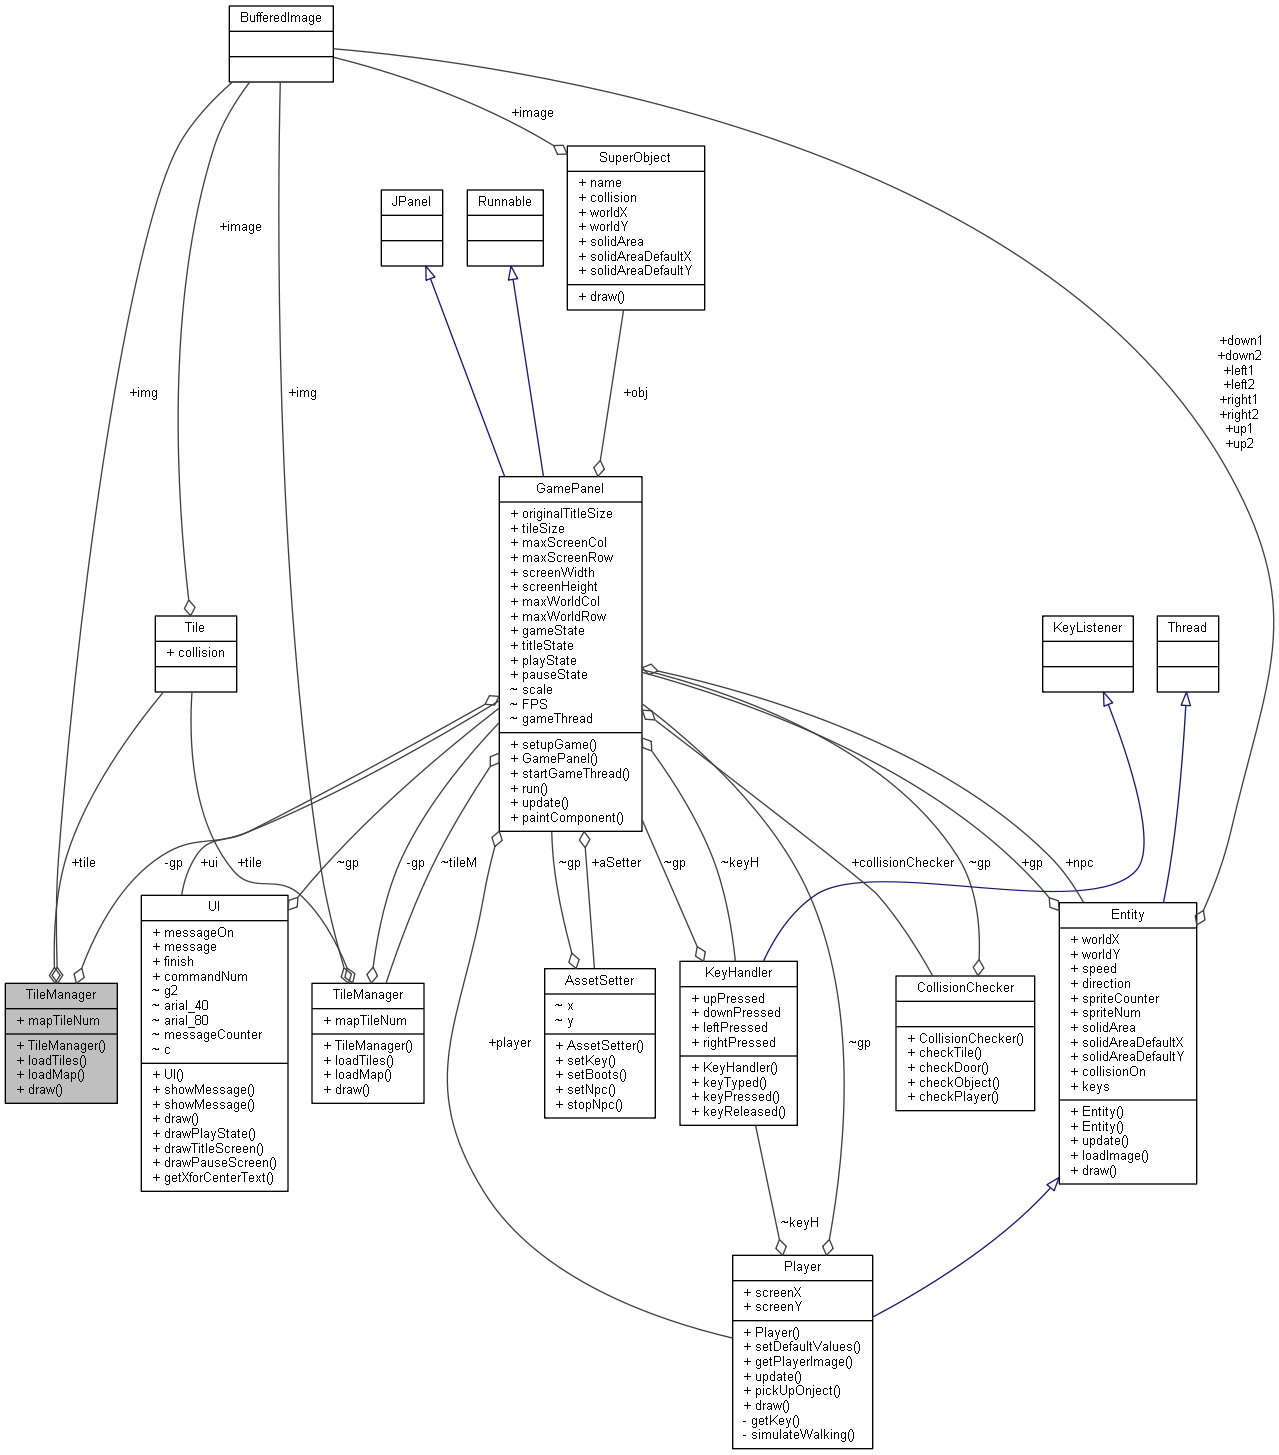 BufferedImage
+image
SuperObject
+ name
+ collision
+ worldX
+ worldY
+ solidArea
+ solidAreaDefaultX
+ solidAreaDefaultY
+ draw()
JPanel
Runnable
+image
+down1
+down2
+left1
+left2
+right1
+right2
+up1
+up2
+img
+img
+obj
GamePanel
+ originalTitleSize
+ tileSize
+ maxScreenCol
+ maxScreenRow
+ screenWidth
+ screenHeight
+ maxWorldCol
+ maxWorldRow
+ gameState
+ titleState
+ playState
+ pauseState
~ scale
~ FPS
~ gameThread
+ setupGame()
+ GamePanel()
+ startGameThread()
+ run()
+ update()
+ paintComponent()
Tile
+ collision
KeyListener
Thread
+tile
-gp
+ui
+tile
~gp
-gp
~tileM
~gp
+aSetter
~gp
~keyH
+collisionChecker
~gp
+gp
+npc
TileManager
+ mapTileNum
+ TileManager()
+ loadTiles()
+ loadMap()
+ draw()
UI
+ messageOn
+ message
+ finish
+ commandNum
~ g2
~ arial_40
~ arial_80
~ messageCounter
~ c
+ UI()
+ showMessage()
+ showMessage()
+ draw()
+ drawPlayState()
+ drawTitleScreen()
+ drawPauseScreen()
+ getXforCenterText()
TileManager
+ mapTileNum
+ TileManager()
+ loadTiles()
+ loadMap()
+ draw()
AssetSetter
~ x
~ y
+ AssetSetter()
+ setKey()
+ setBoots()
+ setNpc()
+ stopNpc()
KeyHandler
+ upPressed
+ downPressed
+ leftPressed
+ rightPressed
+ KeyHandler()
+ keyTyped()
+ keyPressed()
+ keyReleased()
CollisionChecker
+ CollisionChecker()
+ checkTile()
+ checkDoor()
+ checkObject()
+ checkPlayer()
Entity
+ worldX
+ worldY
+ speed
+ direction
+ spriteCounter
+ spriteNum
+ solidArea
+ solidAreaDefaultX
+ solidAreaDefaultY
+ collisionOn
+ keys
+ Entity()
+ Entity()
+ update()
+ loadImage()
+ draw()
+player
~gp
~keyH
Player
+ screenX
+ screenY
+ Player()
+ setDefaultValues()
+ getPlayerImage()
+ update()
+ pickUpOnject()
+ draw()
- getKey()
- simulateWalking()